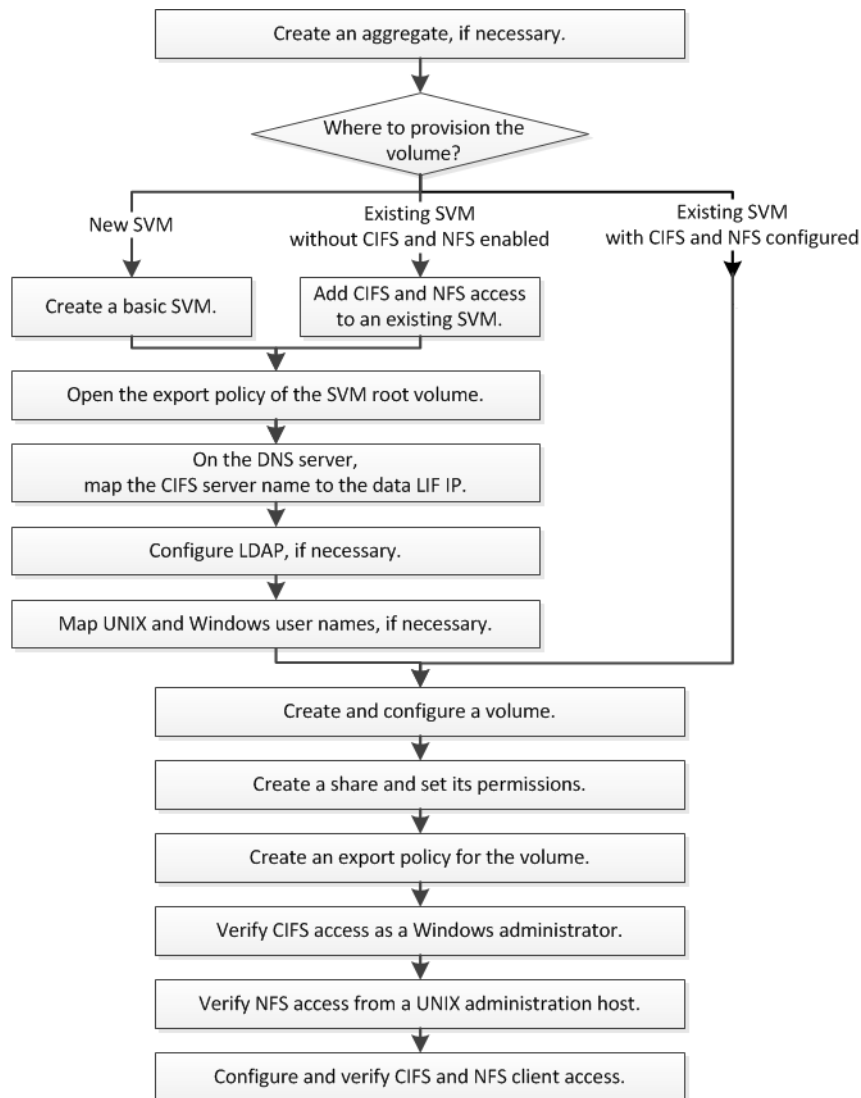 Create an aggregate, if necessary.
Where to provision the
volume?
New SVM
Existing SVM
without CIFS and NFS enabled
Existing SVM
with CIFS and NFS configured
Create a basic SVM.
Add CIFS and NFS access
to an existing SVM.
Open the export policy of the SVM root volume.
On the DNS server,
map the CIFS server name to the data LIF IP.
Configure LDAP, if necessary.
Map UNIX and Windows user names, if necessary.
Create and configure a volume.
Create a share and set its permissions.
Create an export policy for the volume.
Verify CIFS access as a Windows administrator.
Verify NFS access from a UNIX administration host.
Configure and verify CIFS and NFS client access.